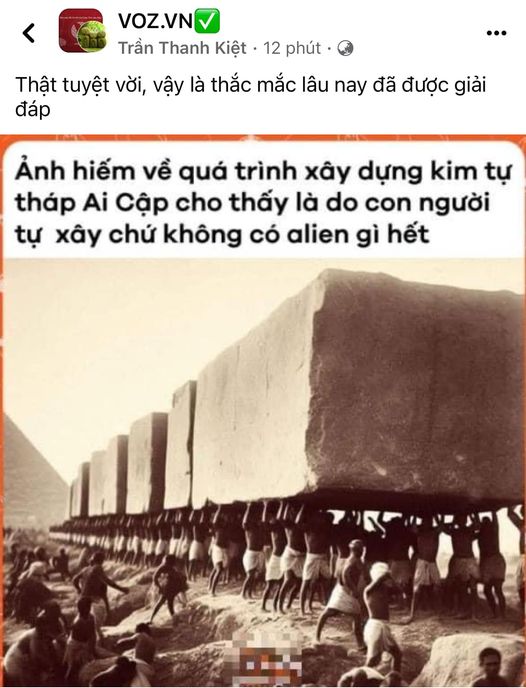 VOZ.VN✅
Trần Thanh Kiệt · 12 phút ·
Thật tuyệt vời, vậy là thắc mắc lâu nay đã được giải
đáp
Ảnh hiếm về quá trình xây dựng kim tự
tháp Ai Cập cho thấy là do con người
tự xây chứ không có alien gì hết